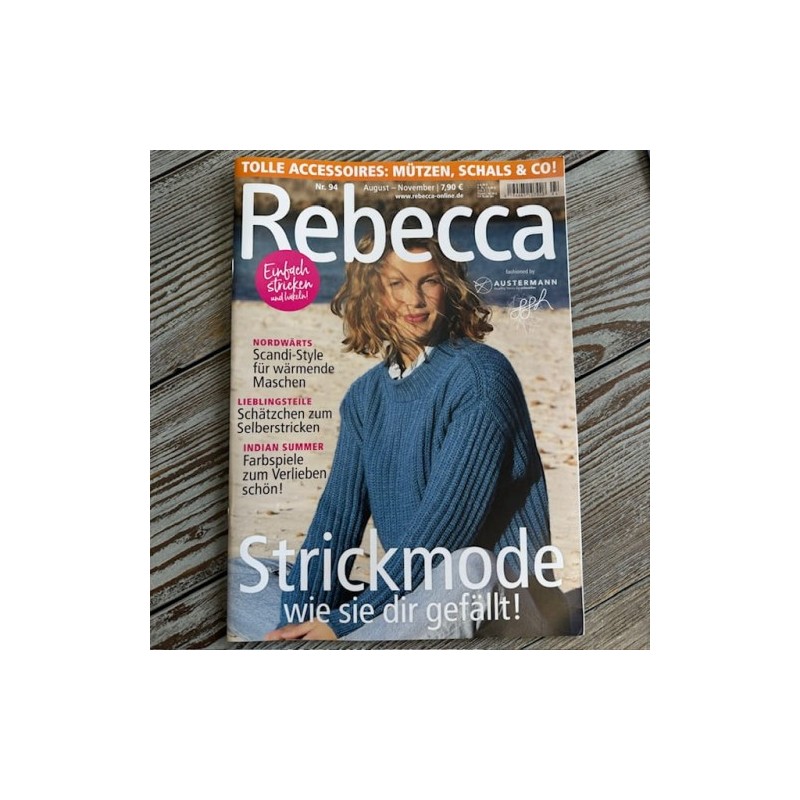 TOLLE ACCESSOIRES: MÜTZEN, SCHALS & CO!
Nr. 94 August – November | 7,90 €
www.rebecca-online.de
Rebecca
Einfach
stricken
und häkeln!
fashioned by
AUSTERMANN
NORDWÄRTS
Scandi-Style
für wärmende
Maschen
LIEBLINGSTEILE
Schätzchen zum
Selberstricken
INDIAN SUMMER
Farbspiele
zum Verlieben
schön!
Strickmode
wie sie dir gefällt!